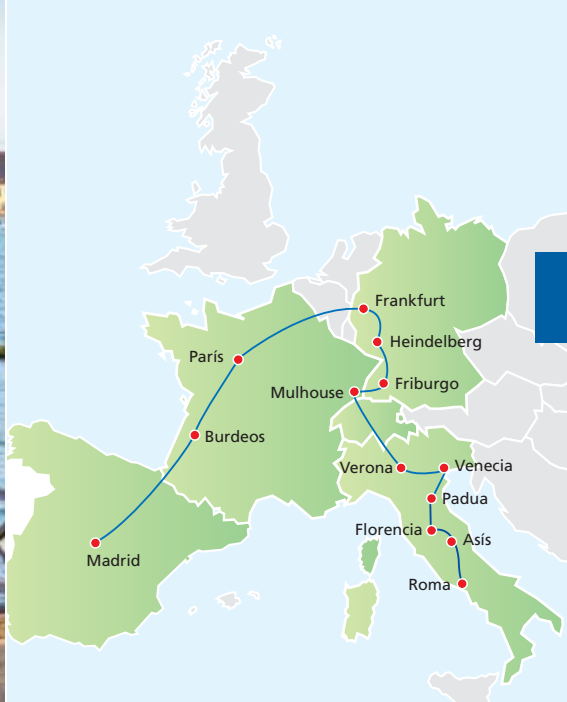 Frankfurt
Heindelberg
París
Friburgo
Mulhouse
Burdeos
Verona
Venecia
Padua
Florencia
Asís
Madrid
Roma